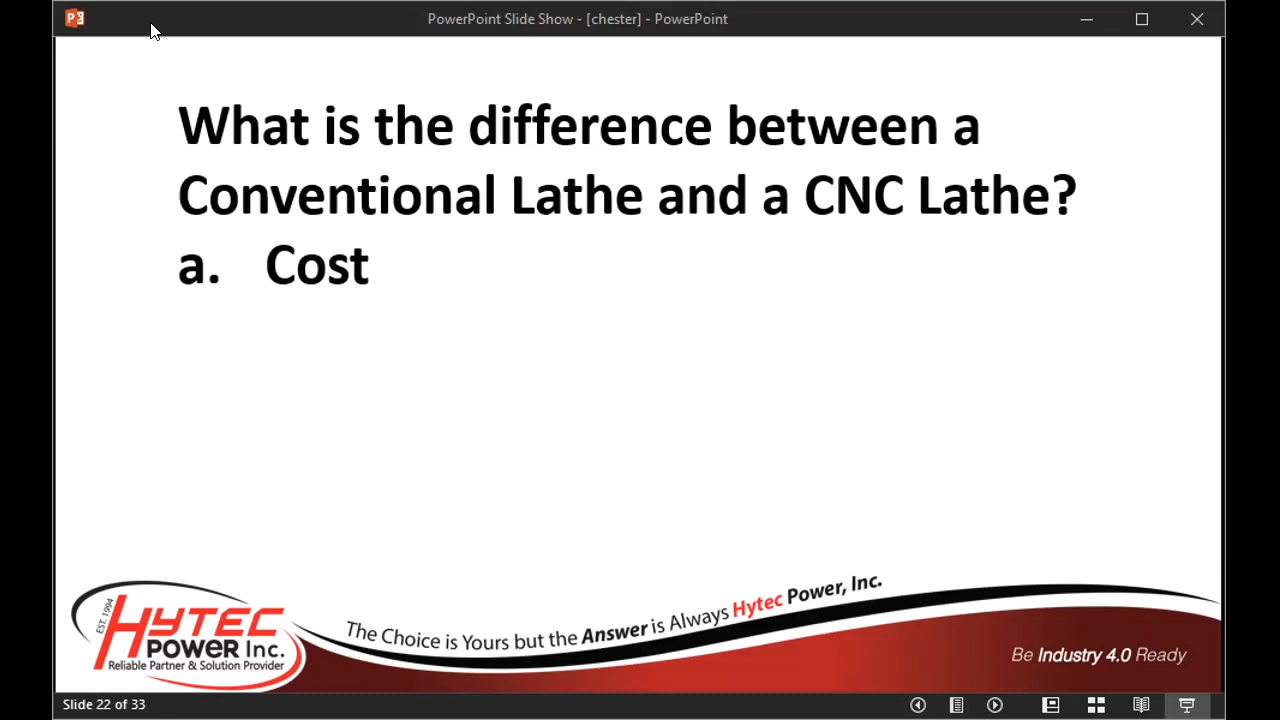 PowerPoint Slide Show - [chester] - PowerPoint
What is the difference between a
Conventional Lathe and a CNC Lathe?
a. Cost
EST. 1994
HYTEC
POWER Inc.
Reliable Partner & Solution Provider
The Choice is Yours but the Answer is Always Hytec Power, Inc.
Be Industry 4.0 Ready
Slide 22 of 33